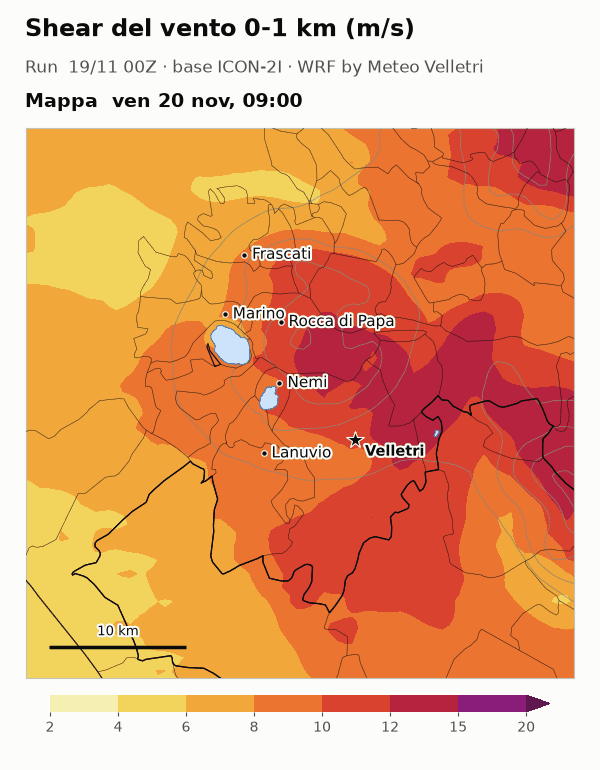 Shear del vento 0-1 km (m/s)
Run  19/11 00Z · base ICON-2I · WRF by Meteo Velletri
Mappa  ven 20 nov, 09:00
Frascati
Marino
Rocca di Papa
Nemi
Velletri
Lanuvio
10 km
2 4 6 8 10 12 15 20